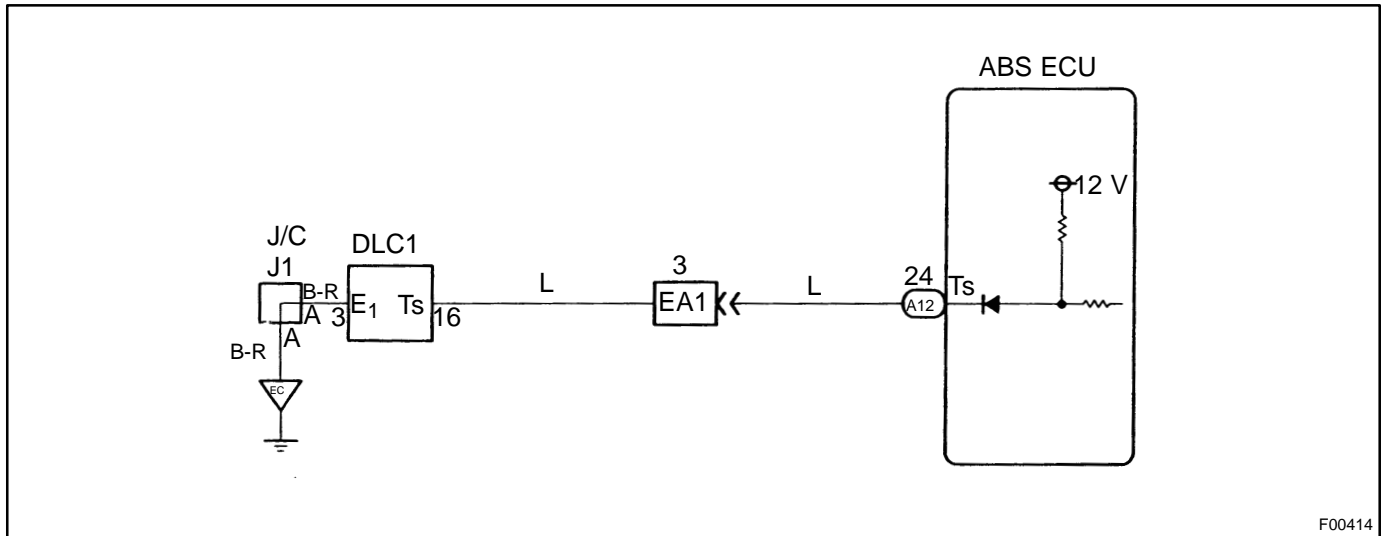 ABS ECU
12 V
J/C
J1
DLC1
B-R
A
3
E1
Ts
16
L
3
EA1
L
24
A12
Ts
A
B-R
EC
F00414